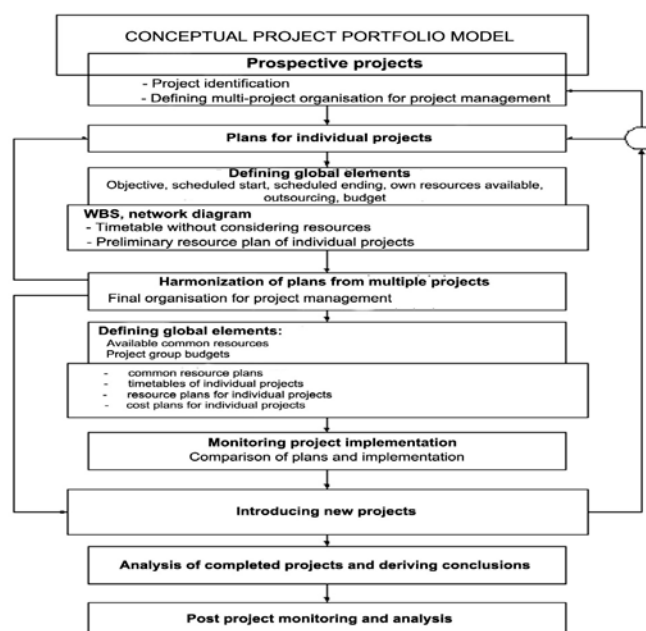 CONCEPTUAL PROJECT PORTFOLIO MODEL
Prospective projects
- Project identification
- Defining multi-project organisation for project management
Plans for individual projects
Defining global elements
Objective, scheduled start, scheduled ending, own resources available,
outsourcing, budget
WBS, network diagram
- Timetable without considering resources
- Preliminary resource plan of individual projects
Harmonization of plans from multiple projects
Final organisation for project management
Defining global elements:
Available common resources
Project group budgets
- common resource plans
- timetables of individual projects
- resource plans for individual projects
- cost plans for individual projects
Monitoring project implementation
Comparison of plans and implementation
Introducing new projects
Analysis of completed projects and deriving conclusions
Post project monitoring and analysis